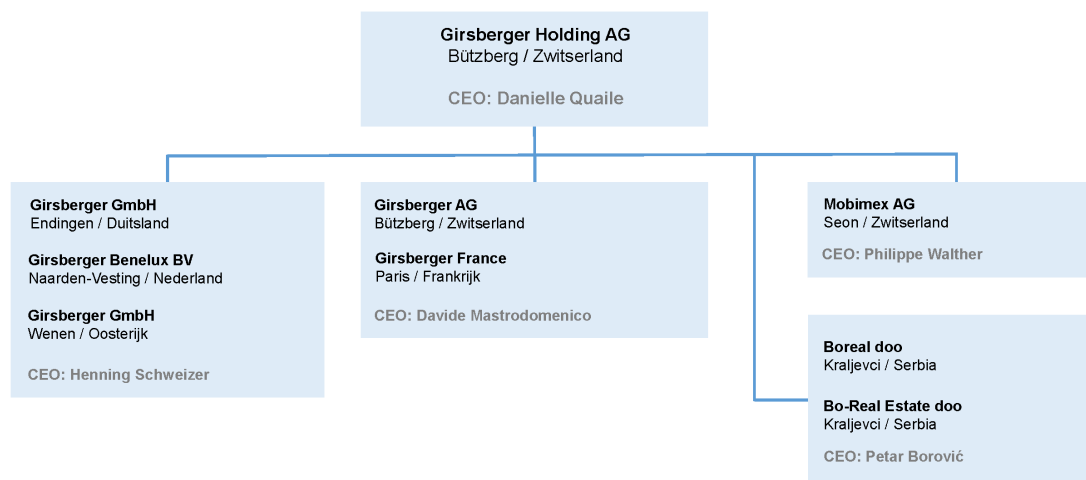 Girsberger Holding AG
Bützberg / Zwitserland
CEO: Danielle Quaile
Girsberger GmbH
Endingen / Duitsland
Girsberger Benelux BV
Naarden-Vesting / Nederland
Girsberger GmbH
Wenen / Oosterijk
CEO: Henning Schweizer
Girsberger AG
Bützberg / Zwitserland
Girsberger France
Paris / Frankrijk
CEO: Davide Mastrodomenico
Mobimex AG
Seon / Zwitserland
CEO: Philippe Walther
Boreal doo
Kraljevci / Serbia
Bo-Real Estate doo
Kraljevci / Serbia
CEO: Petar Borović